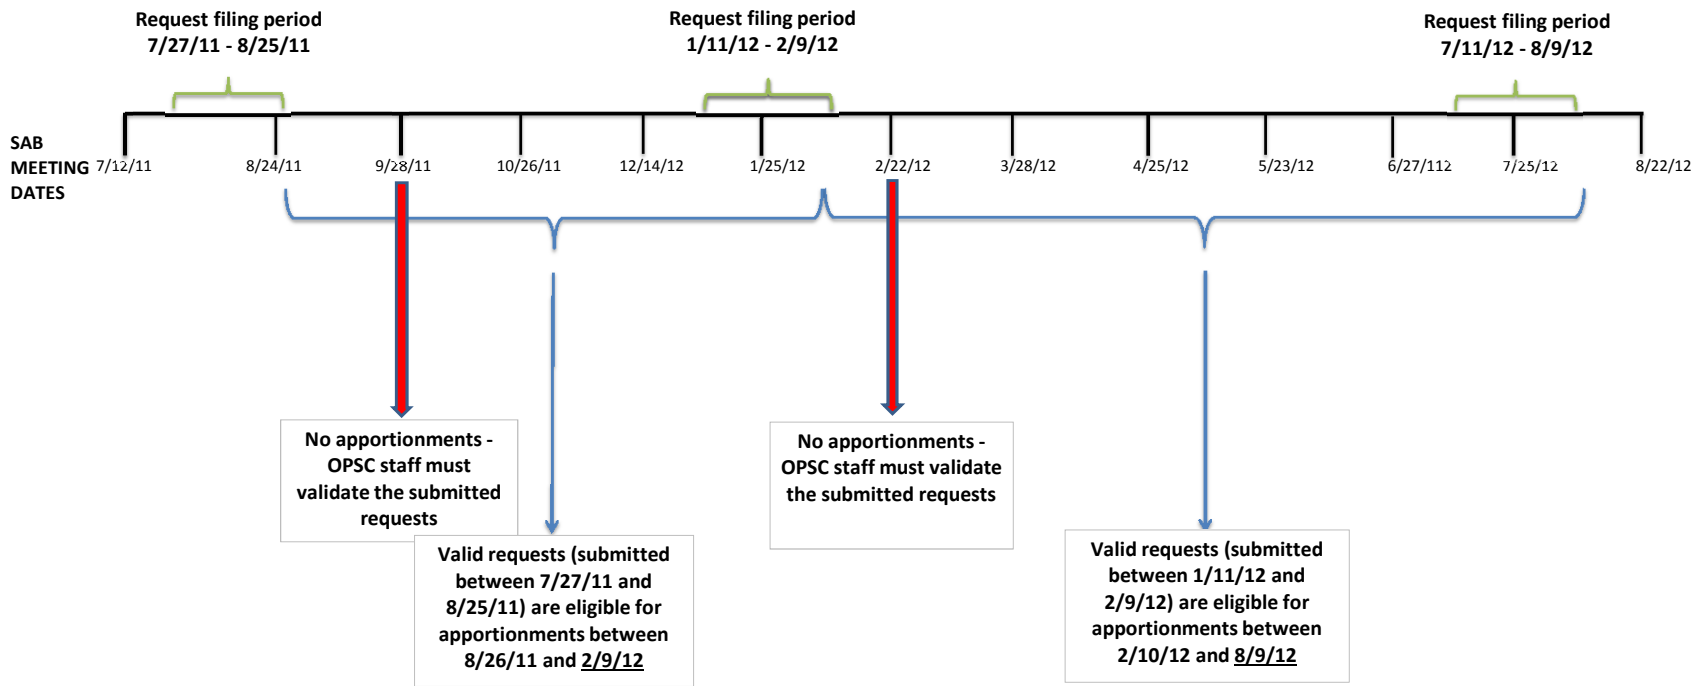 Request filing period
7/27/11 - 8/25/11
Request filing period
1/11/12 - 2/9/12
Request filing period
7/11/12 - 8/9/12
SAB
MEETING
DATES
7/12/11
8/24/11
9/28/11
10/26/11
12/14/12
1/25/12
2/22/12
3/28/12
4/25/12
5/23/12
6/27/112
7/25/12
8/22/12
No apportionments -
OPSC staff must
validate the submitted
requests
No apportionments -
OPSC staff must validate
the submitted requests
Valid requests (submitted
between 7/27/11 and
8/25/11) are eligible for
apportionments between
8/26/11 and 2/9/12
Valid requests (submitted
between 1/11/12 and
2/9/12) are eligible for
apportionments between
2/10/12 and 8/9/12